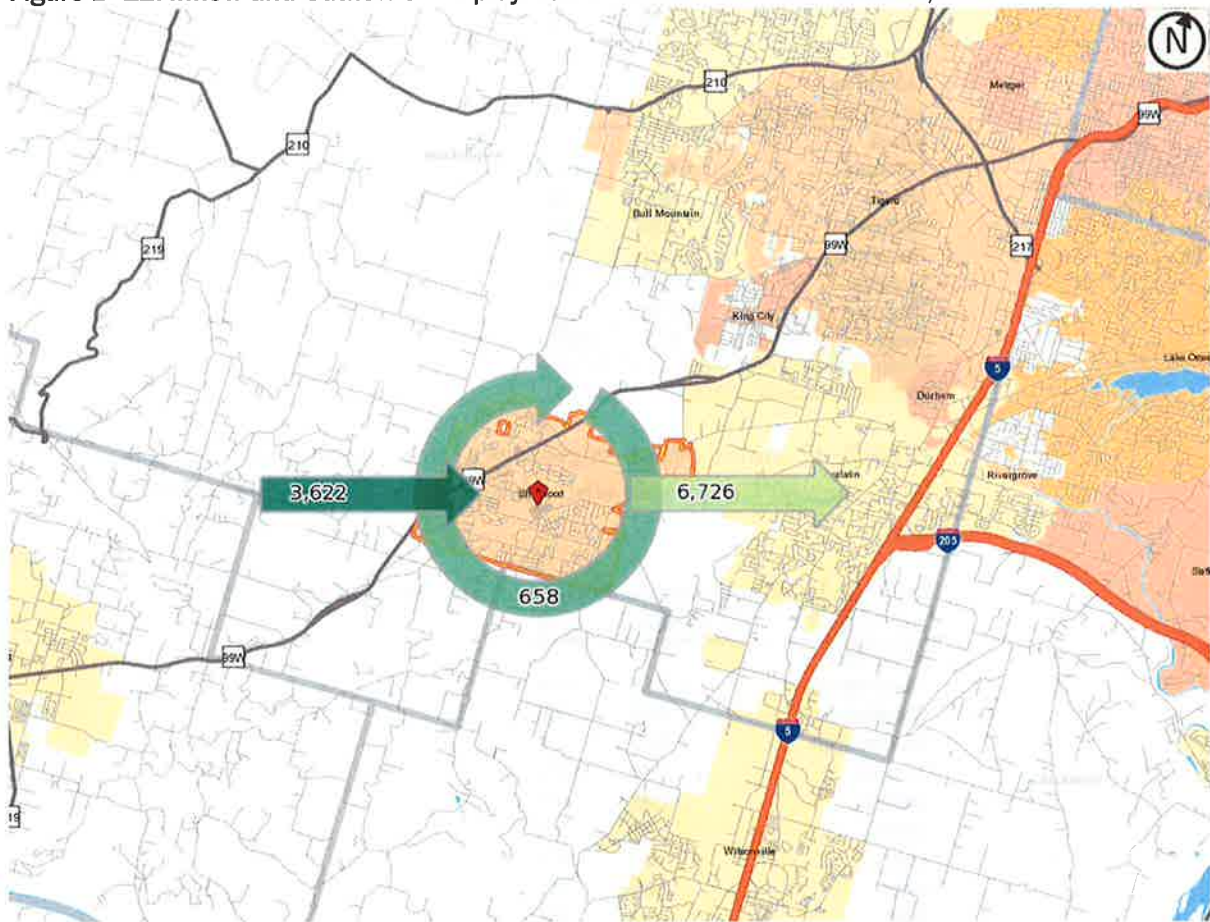 N
210
Metzger
99W
210
Bull Mountain
Tigard
219
99W
217
King City
5
Lake Oswe
Durham
3,622
6,726
Rivergrove
205
658
99W
5
Wilsonville